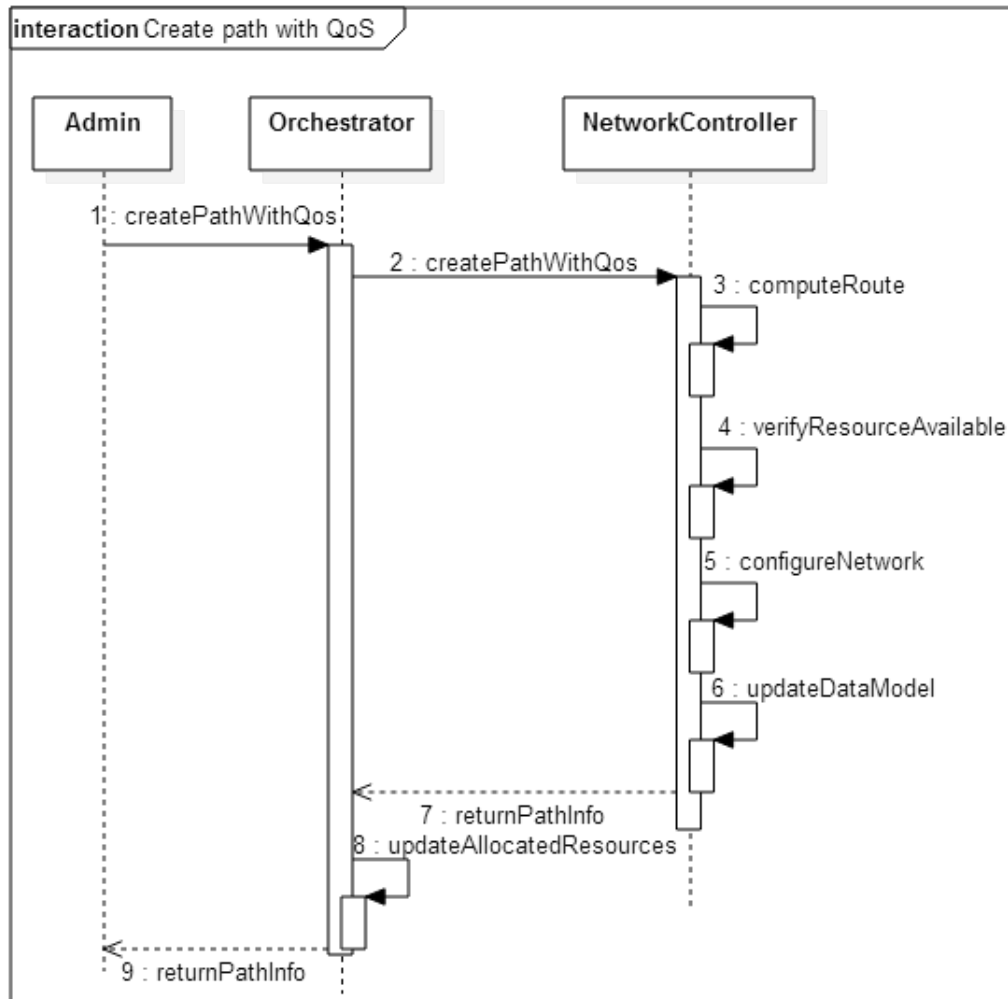 interaction Create path with QoS
Admin
Orchestrator
NetworkController
1 : createPathWithQos
2 : createPathWithQos
3 : computeRoute
4 : verifyResourceAvailable
5 : configureNetwork
6 : updateDataModel
7 : returnPathInfo
8 : updateAllocatedResources
9 : returnPathInfo